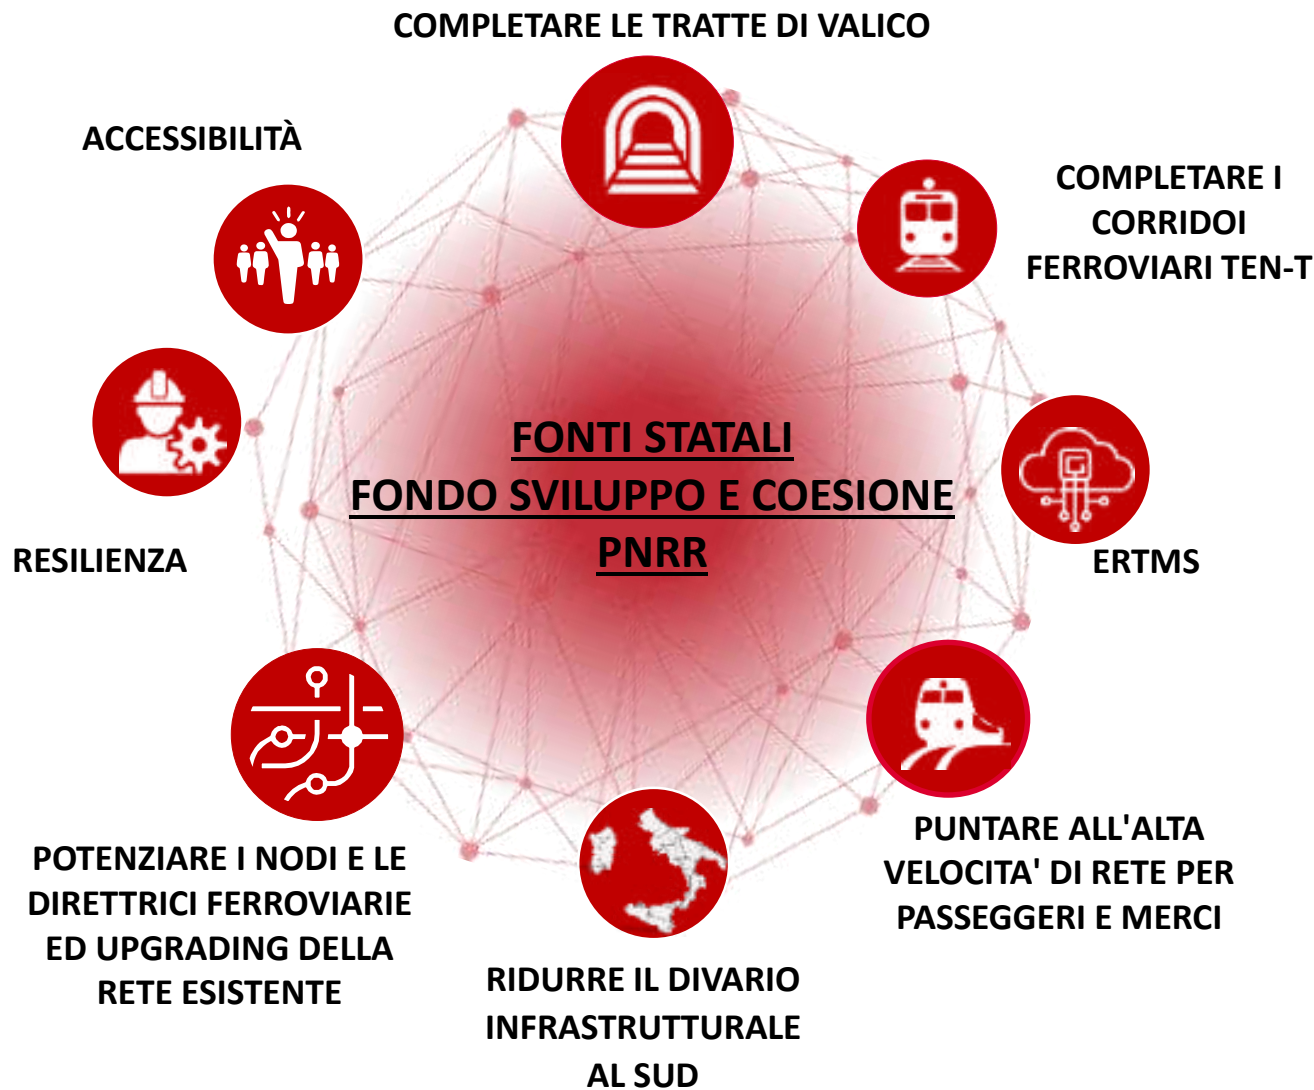 COMPLETARE LE TRATTE DI VALICO
ACCESSIBILITÀ
COMPLETARE I
CORRIDOI
FERROVIARI TEN-T
FONTI STATALI
FONDO SVILUPPO E COESIONE
PNRR
RESILIENZA
ERTMS
PUNTARE ALL'ALTA
VELOCITA' DI RETE PER
PASSEGGERI E MERCI
POTENZIARE I NODI E LE
DIRETTRICI FERROVIARIE
ED UPGRADING DELLA
RETE ESISTENTE
RIDURRE IL DIVARIO
INFRASTRUTTURALE
AL SUD